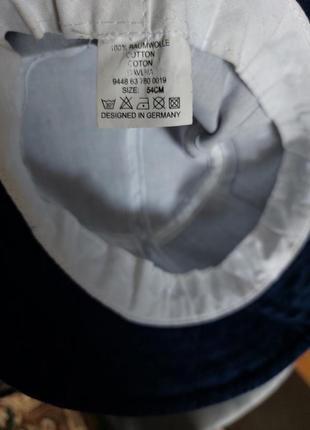 100% BAUMWOLLE
COTTON
COTON
BAVLNA
9448 63 780 0019
SIZE: 54CM
DESIGNED IN GERMANY